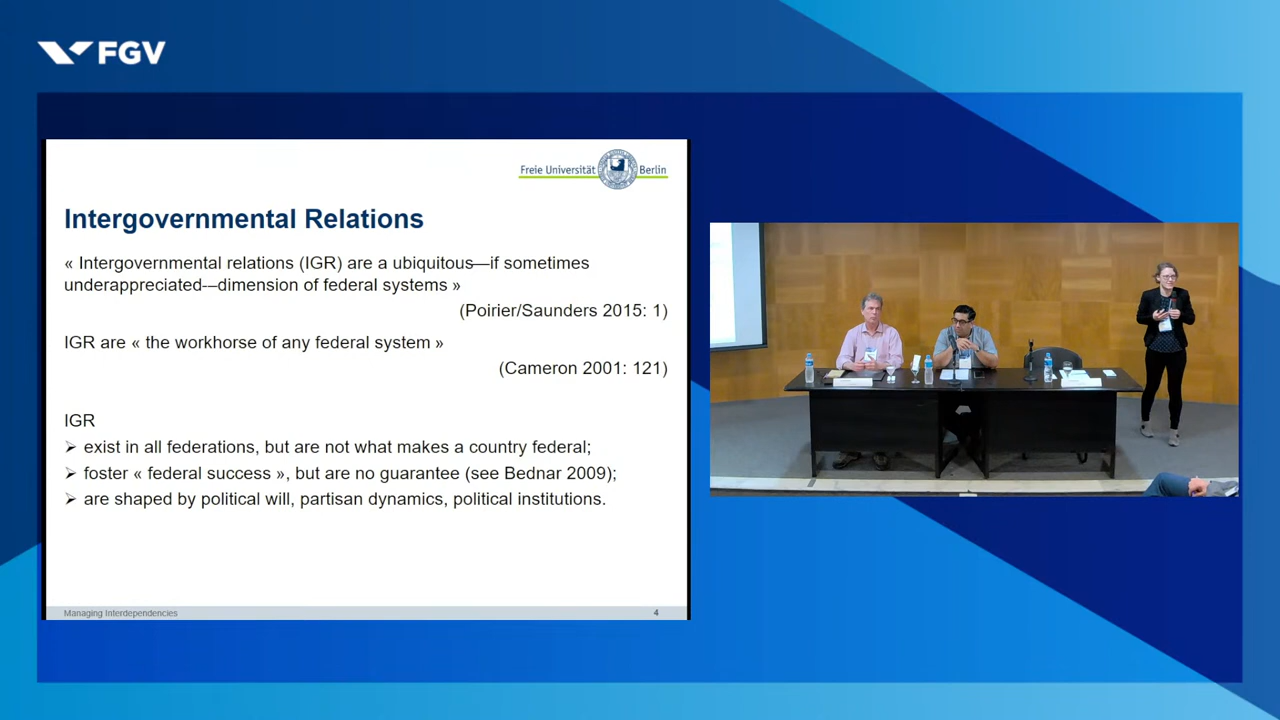 FGV
Freie Universität Berlin
Intergovernmental Relations
« Intergovernmental relations (IGR) are a ubiquitous—if sometimes
underappreciated-–dimension of federal systems »
(Poirier/Saunders 2015: 1)
IGR are « the workhorse of any federal system »
(Cameron 2001: 121)
IGR
➢ exist in all federations, but are not what makes a country federal;
➢ foster « federal success », but are no guarantee (see Bednar 2009);
➢ are shaped by political will, partisan dynamics, political institutions.
Managing Interdependencies 4